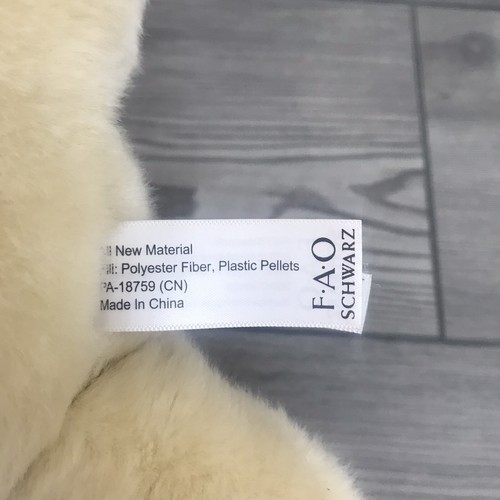 New Material
Polyester Fiber, Plastic Pellets
PA-18759 (CN)
Made In China
F·A·O
SCHWARZ